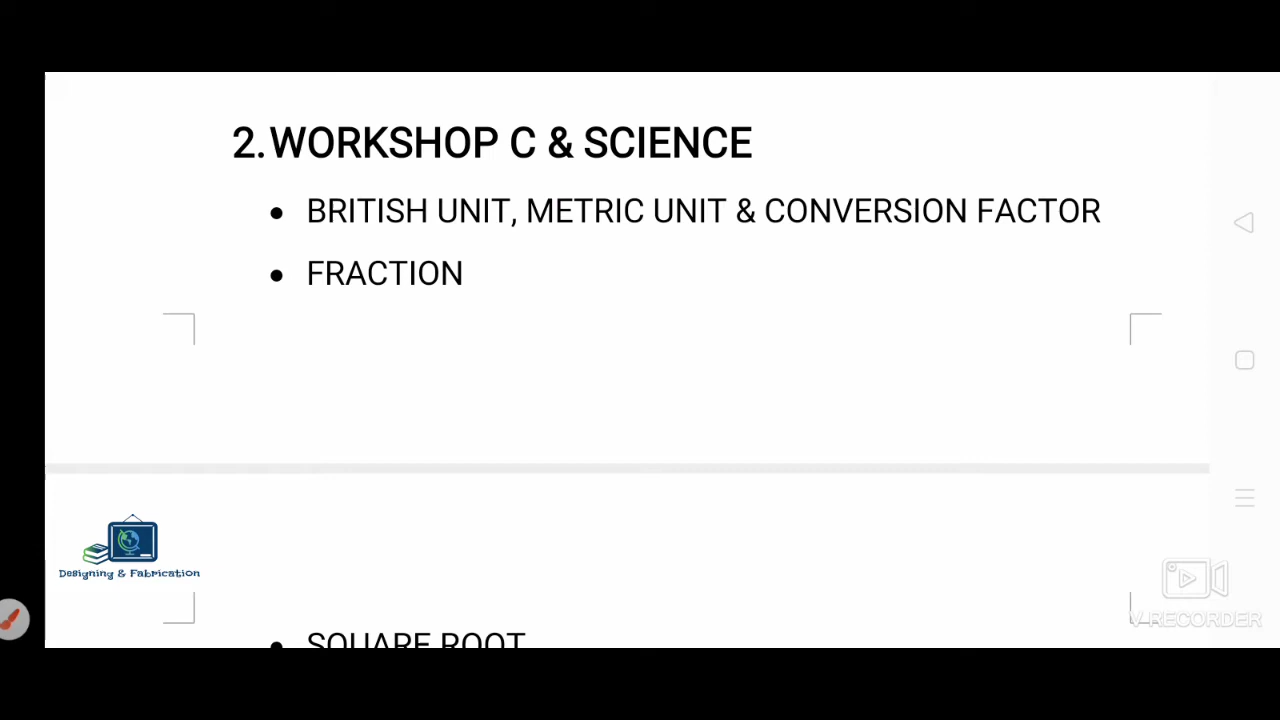 2. WORKSHOP C & SCIENCE
• BRITISH UNIT, METRIC UNIT & CONVERSION FACTOR
• FRACTION
Designing & Fabrication
V RECORDER
• SQUARE ROOT